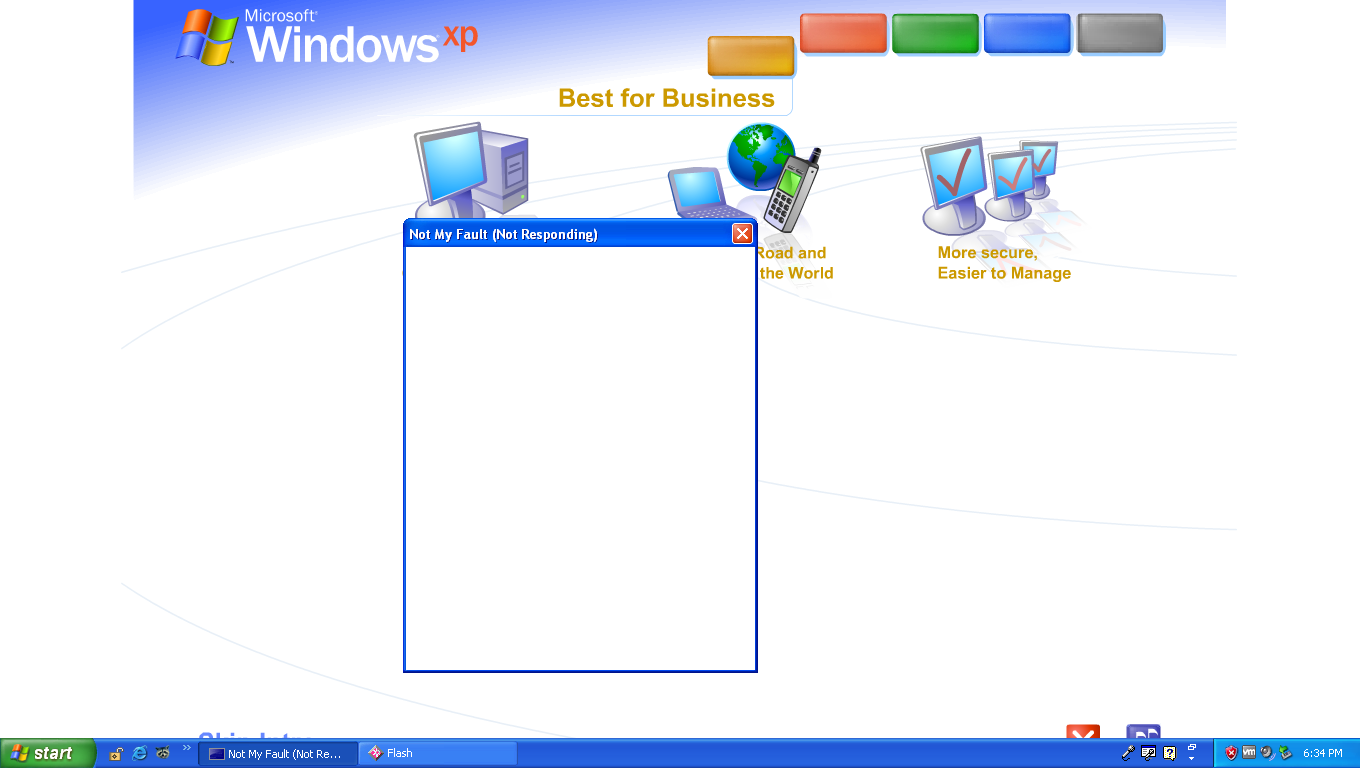 Microsoft®
Windows xp
Best for Business
Not My Fault (Not Responding)
Road and
the World
More secure,
Easier to Manage
start
Not My Fault (Not Re...
Flash
vm
6:34 PM